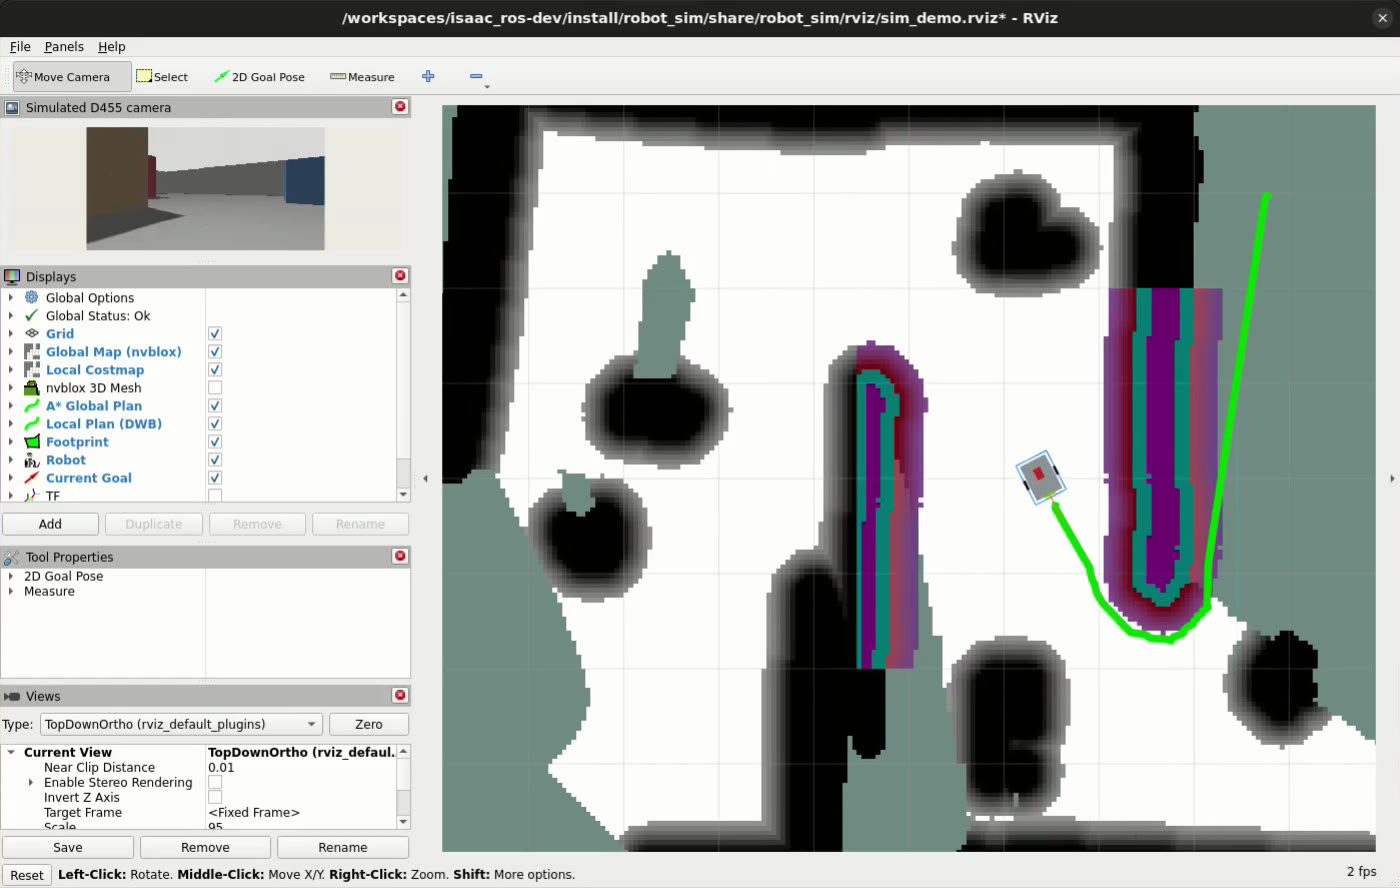 /workspaces/isaac_ros-dev/install/robot_sim/share/robot_sim/rviz/sim_demo.rviz* - RViz
File Panels Help
Move Camera Select 2D Goal Pose Measure
Simulated D455 camera
Displays
Global Options
Global Status: Ok
Grid
Global Map (nvblox)
Local Costmap
nvblox 3D Mesh
A* Global Plan
Local Plan (DWB)
Footprint
Robot
Current Goal
TF
Add Duplicate Remove Rename
Tool Properties
2D Goal Pose
Measure
Views
Type: TopDownOrtho (rviz_default_plugins) Zero
Current View TopDownOrtho (rviz_defaul...
Near Clip Distance 0.01
Enable Stereo Rendering
Invert Z Axis
Target Frame <Fixed Frame>
Scale 95
Save Remove Rename
Reset Left-Click: Rotate. Middle-Click: Move X/Y. Right-Click: Zoom. Shift: More options. 2 fps